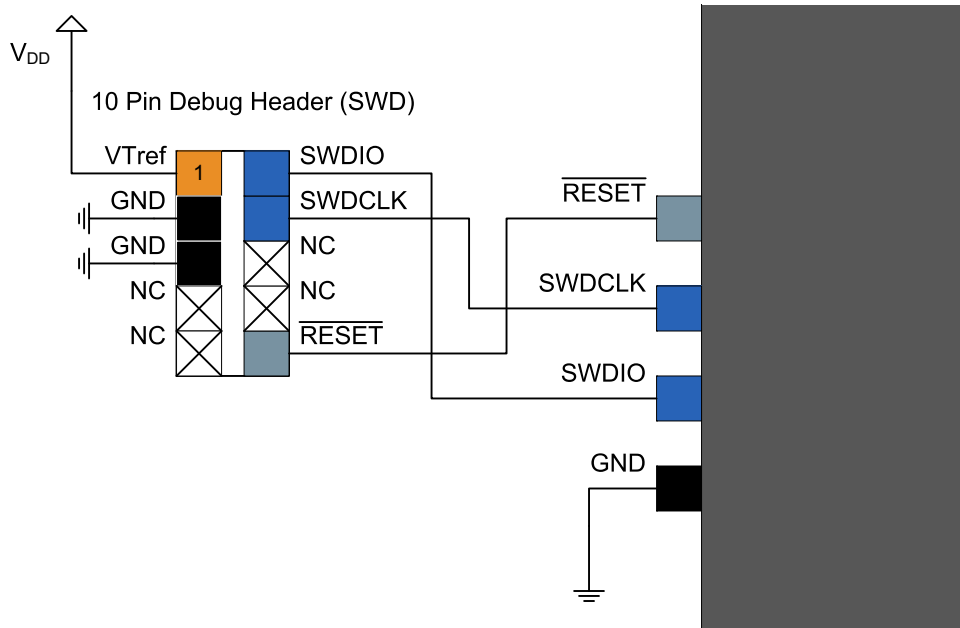 V_DD
10 Pin Debug Header (SWD)
VTref
1
SWDIO
GND
SWDCLK
GND
NC
NC
NC
NC
RESET
RESET
SWDCLK
SWDIO
GND